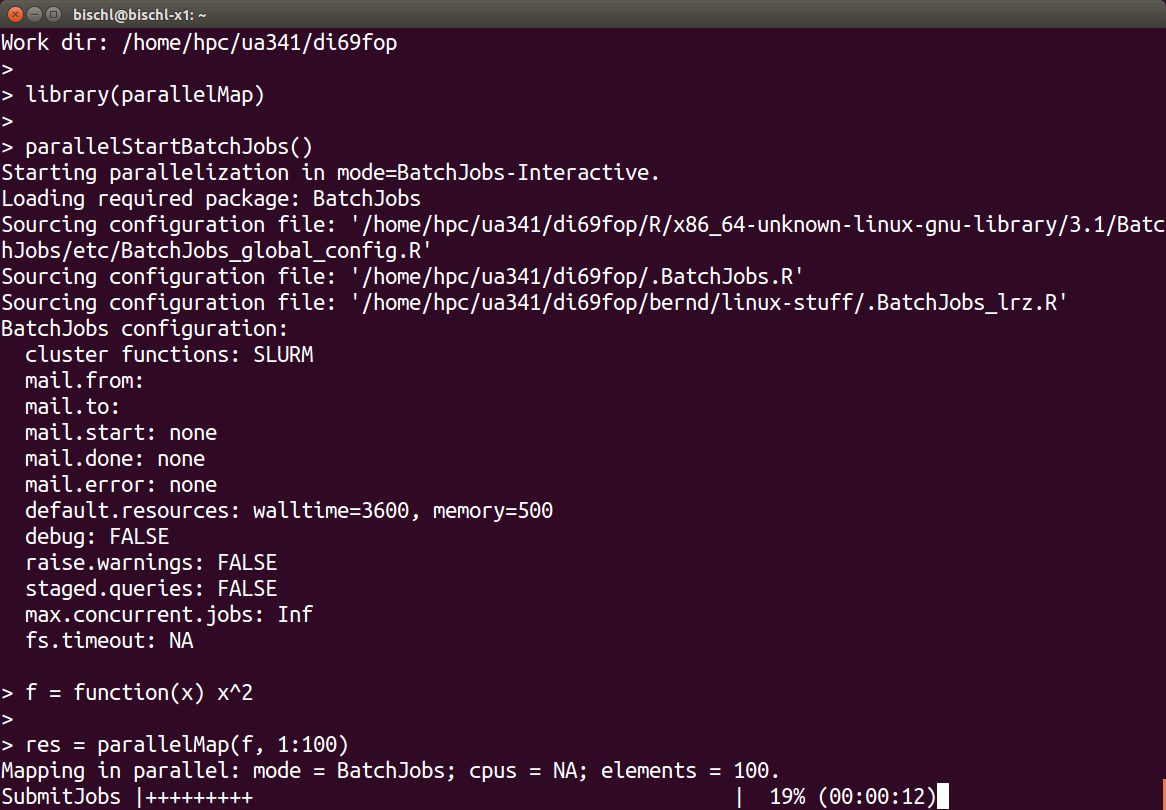 bischl@bischl-x1: ~
Work dir: /home/hpc/ua341/di69fop
>
> library(parallelMap)
>
> parallelStartBatchJobs()
Starting parallelization in mode=BatchJobs-Interactive.
Loading required package: BatchJobs
Sourcing configuration file: '/home/hpc/ua341/di69fop/R/x86_64-unknown-linux-gnu-library/3.1/Batc
hJobs/etc/BatchJobs_global_config.R'
Sourcing configuration file: '/home/hpc/ua341/di69fop/.BatchJobs.R'
Sourcing configuration file: '/home/hpc/ua341/di69fop/bernd/linux-stuff/.BatchJobs_lrz.R'
BatchJobs configuration:
  cluster functions: SLURM
  mail.from:
  mail.to:
  mail.start: none
  mail.done: none
  mail.error: none
  default.resources: walltime=3600, memory=500
  debug: FALSE
  raise.warnings: FALSE
  staged.queries: FALSE
  max.concurrent.jobs: Inf
  fs.timeout: NA
> f = function(x) x^2
>
> res = parallelMap(f, 1:100)
Mapping in parallel: mode = BatchJobs; cpus = NA; elements = 100.
SubmitJobs |+++++++++                                        |  19% (00:00:12)